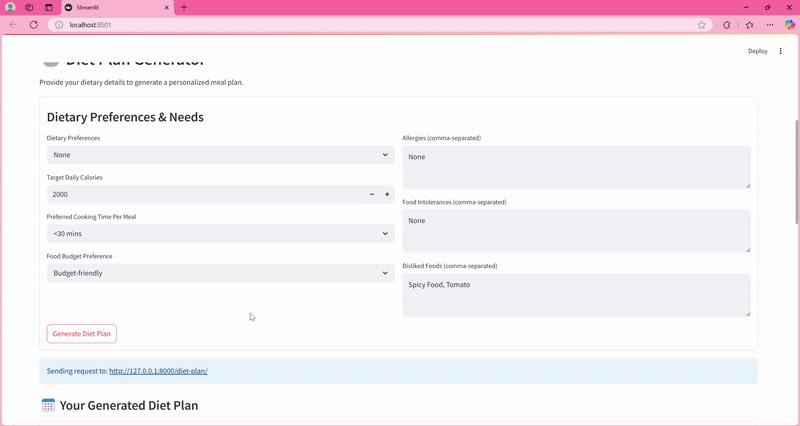 Streamlit
localhost:8501
Deploy
Diet Plan Generator
Provide your dietary details to generate a personalized meal plan.
Dietary Preferences & Needs
Dietary Preferences
None
Target Daily Calories
2000
Preferred Cooking Time Per Meal
<30 mins
Food Budget Preference
Budget-friendly
Allergies (comma-separated)
None
Food Intolerances (comma-separated)
None
Disliked Foods (comma-separated)
Spicy Food, Tomato
Generate Diet Plan
Sending request to: http://127.0.0.1:8000/diet-plan/
Your Generated Diet Plan